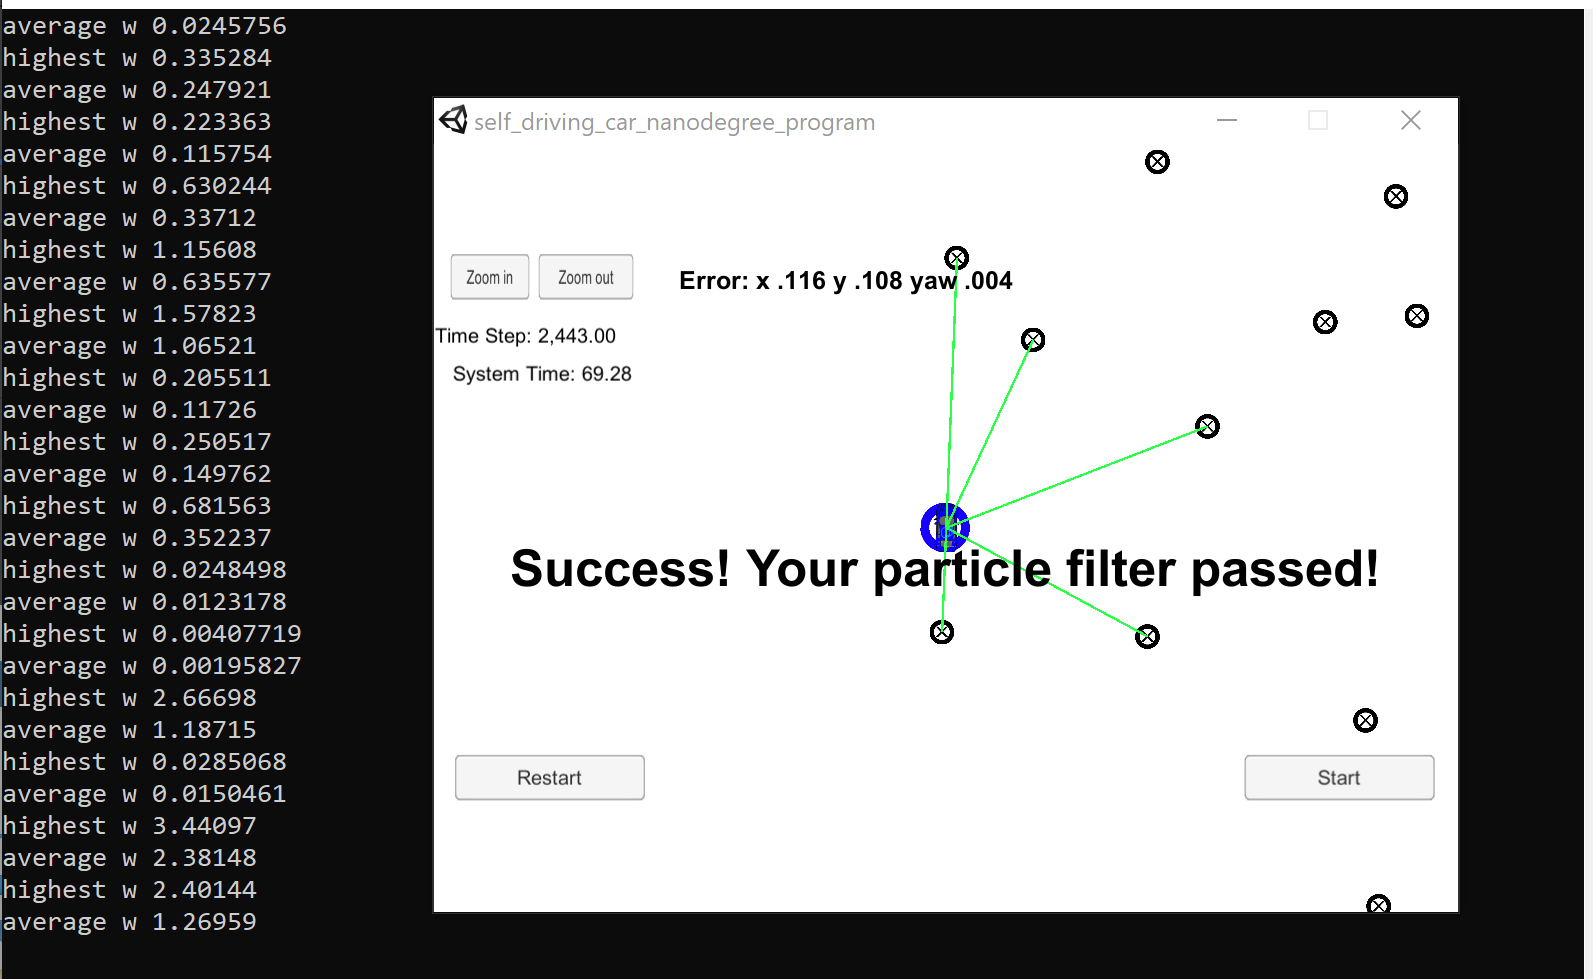 average w 0.0245756
highest w 0.335284
average w 0.247921
highest w 0.223363
average w 0.115754
highest w 0.630244
average w 0.33712
highest w 1.15608
average w 0.635577
highest w 1.57823
average w 1.06521
highest w 0.205511
average w 0.11726
highest w 0.250517
average w 0.149762
highest w 0.681563
average w 0.352237
highest w 0.0248498
average w 0.0123178
highest w 0.00407719
average w 0.00195827
highest w 2.66698
average w 1.18715
highest w 0.0285068
average w 0.0150461
highest w 3.44097
average w 2.38148
highest w 2.40144
average w 1.26959
self_driving_car_nanodegree_program
Zoom in Zoom out
Error: x .116 y .108 yaw .004
Time Step: 2,443.00
System Time: 69.28
Success! Your particle filter passed!
Restart
Start